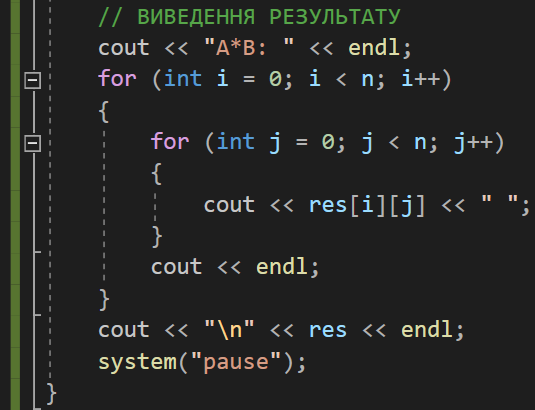 // ВИВЕДЕННЯ РЕЗУЛЬТАТУ
cout << "A*B: " << endl;
for (int i = 0; i < n; i++)
{
for (int j = 0; j < n; j++)
{
cout << res[i][j] << " ";
}
cout << endl;
}
cout << "\n" << res << endl;
system("pause");
}